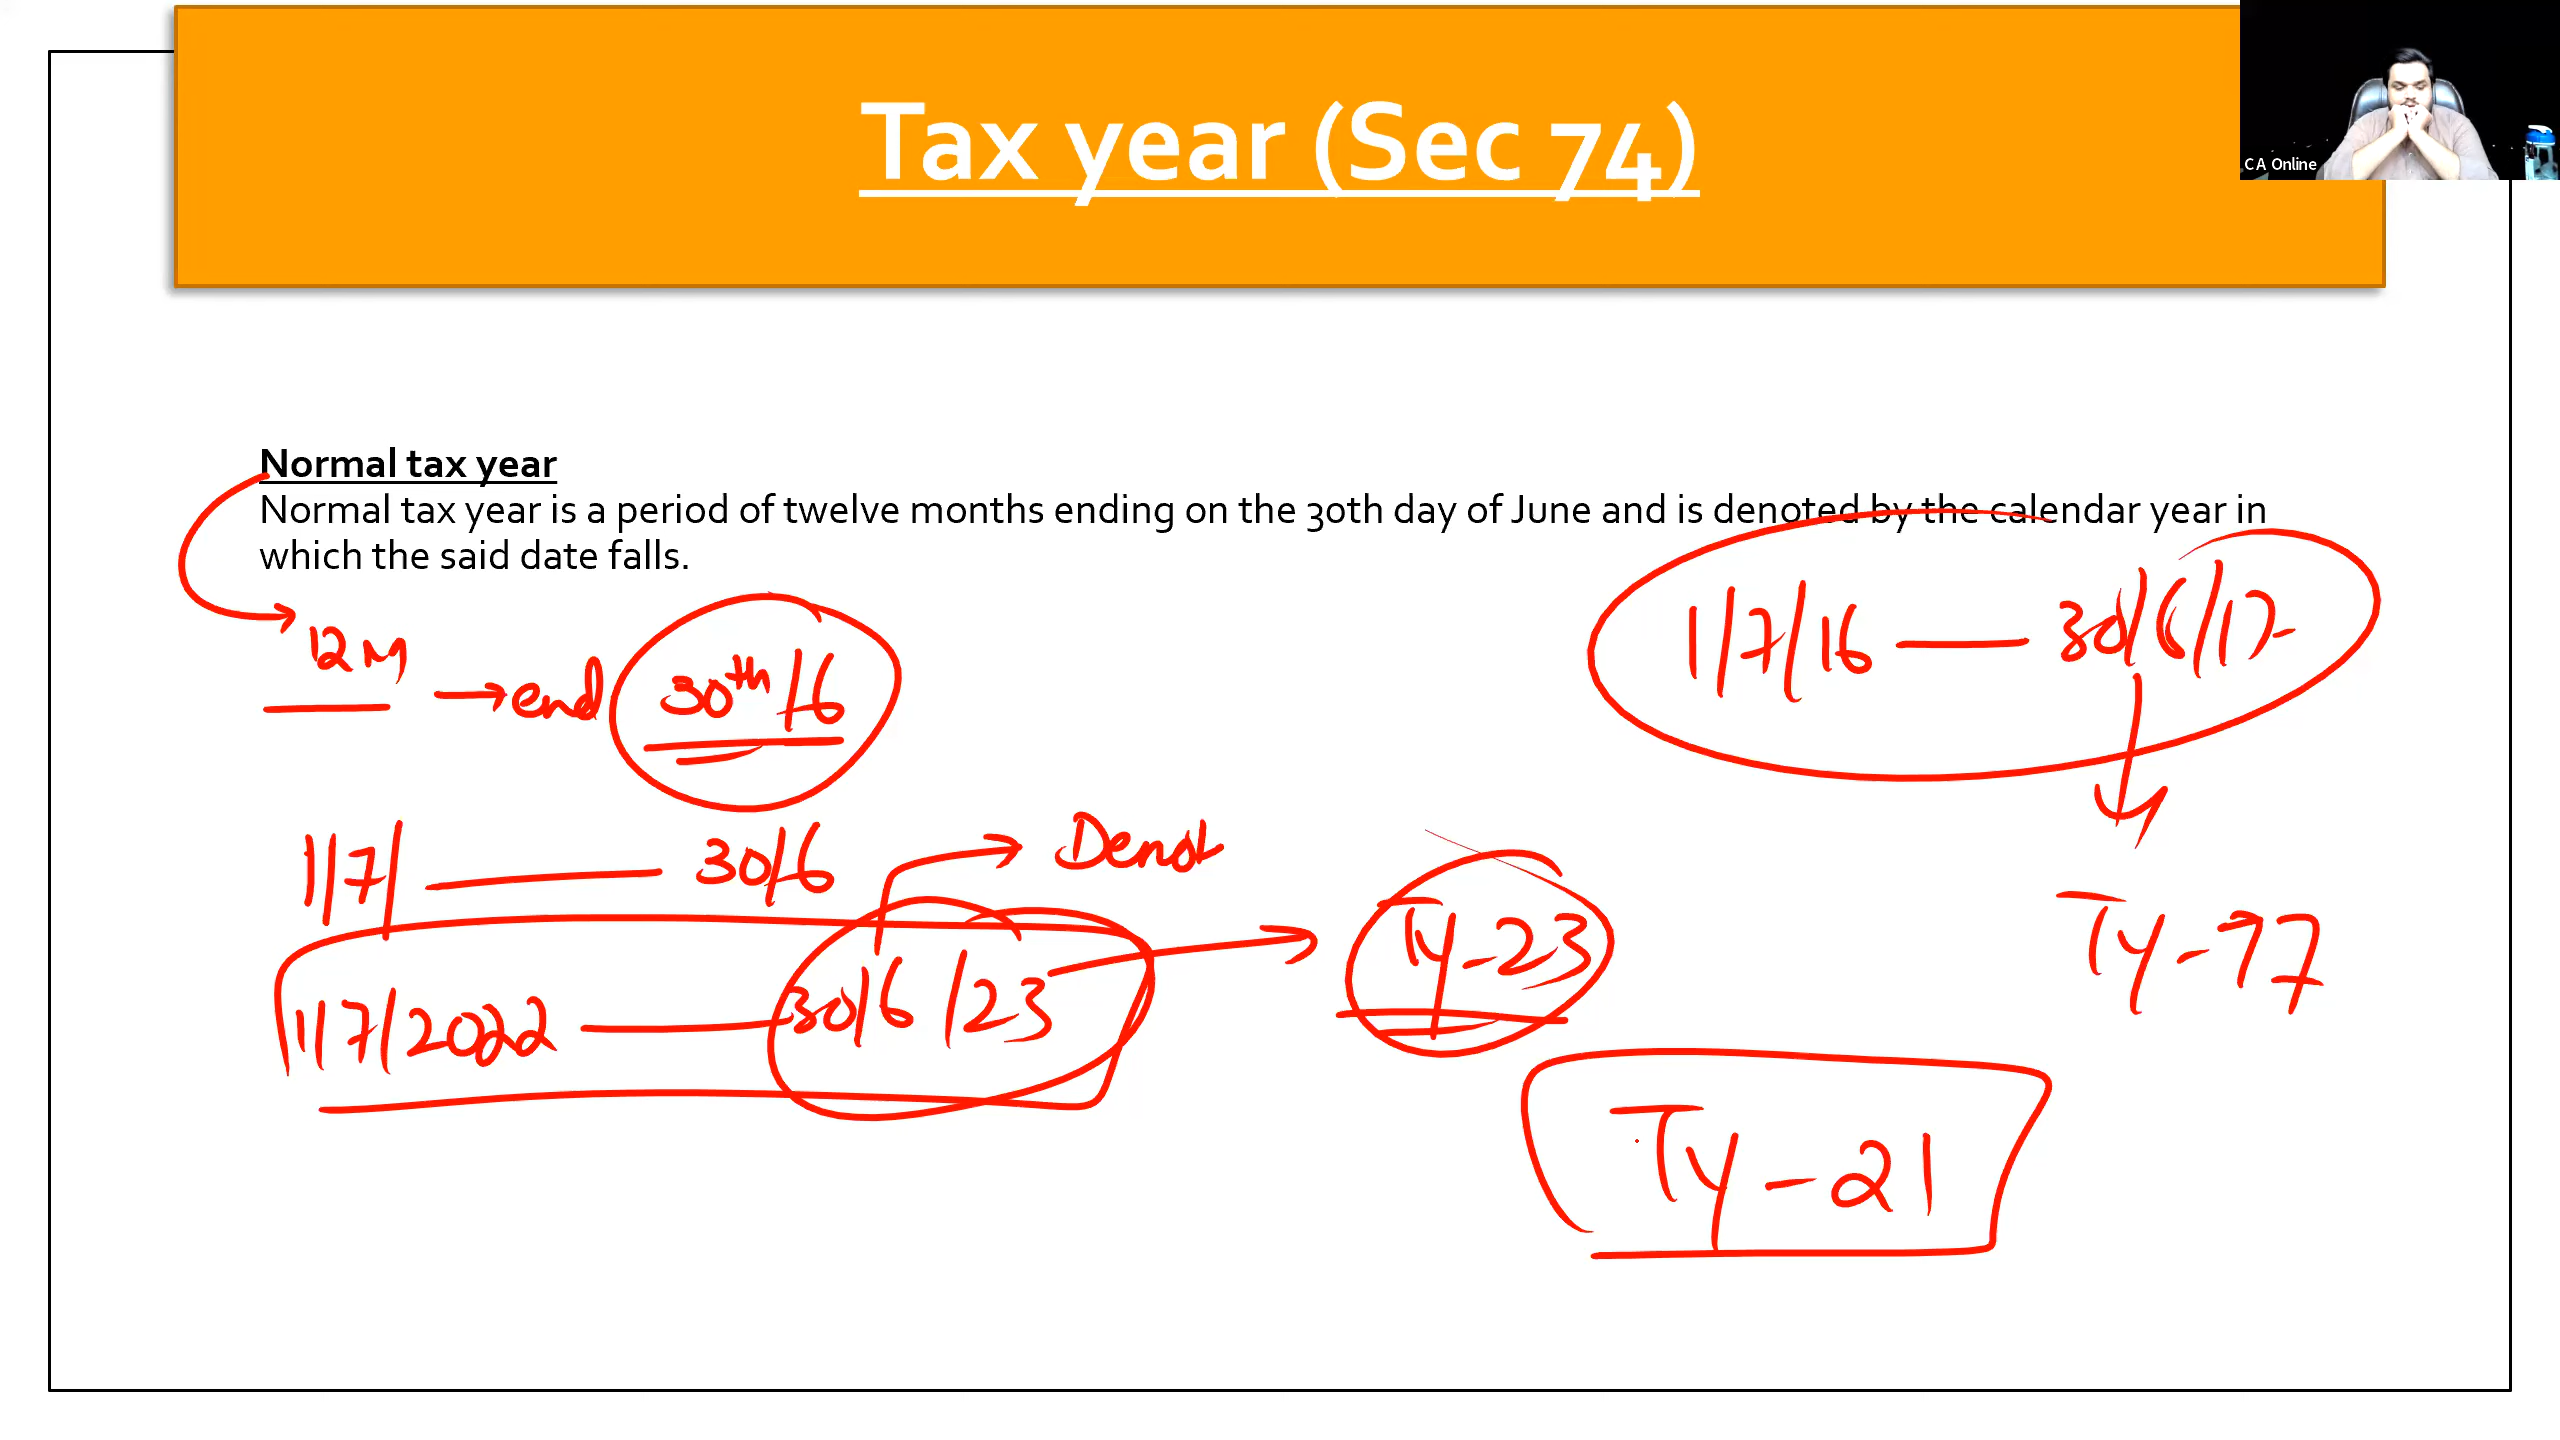 Tax year (Sec 74)
CA Online
Normal tax year
Normal tax year is a period of twelve months ending on the 30th day of June and is denoted by the calendar year in
which the said date falls.
12 M → end 30th/6
1/7/16 — 30/6/17
1/7/ — 30/6
Denot
1/7/2022 — 30/6/23 → Ty-23
Ty-77
Ty-21